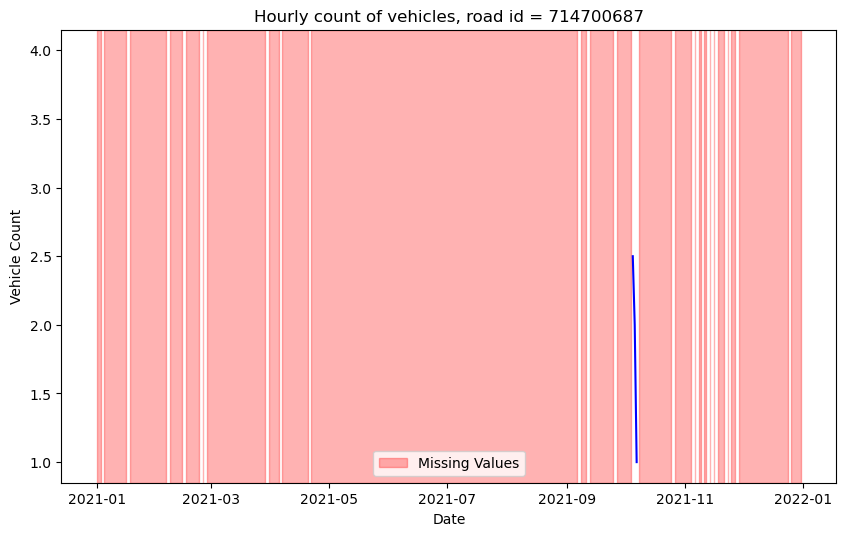 Hourly count of vehicles, road id = 714700687
Vehicle Count
4.0
3.5
3.0
2.5
2.0
1.5
1.0
Missing Values
2021-01 2021-03 2021-05 2021-07 2021-09 2021-11 2022-01
Date